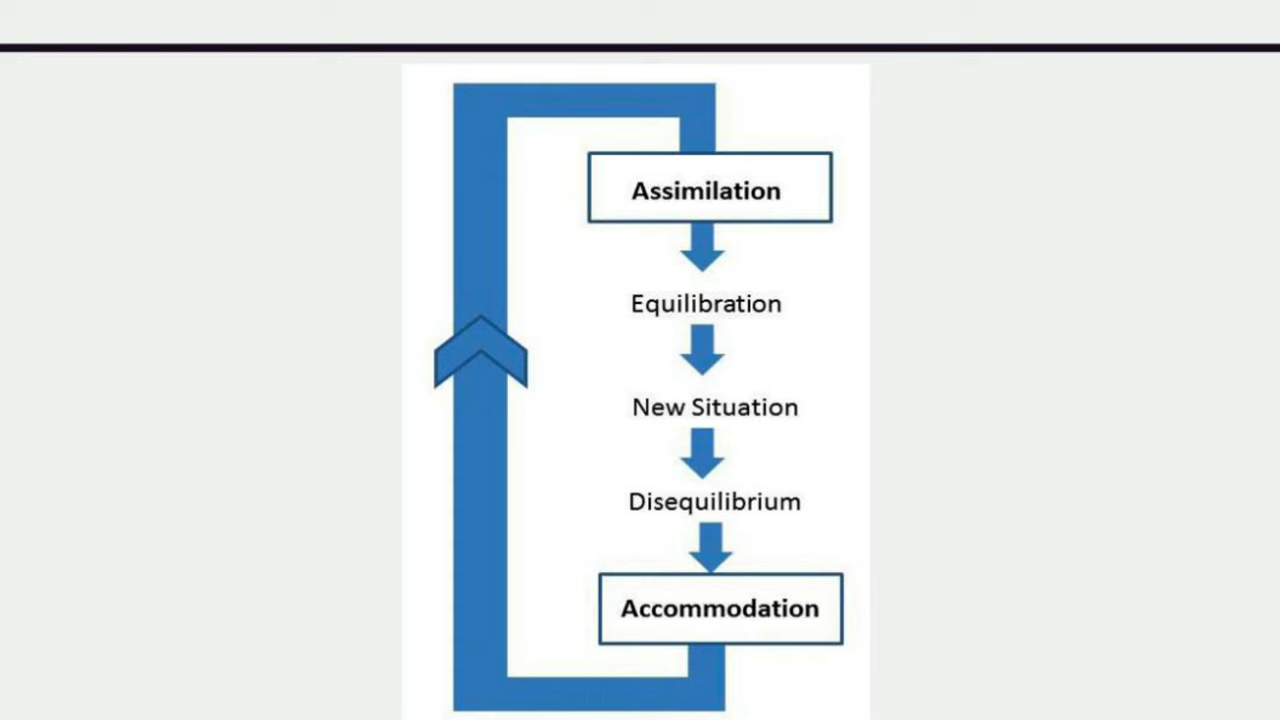 Assimilation
Equilibration
New Situation
Disequilibrium
Accommodation